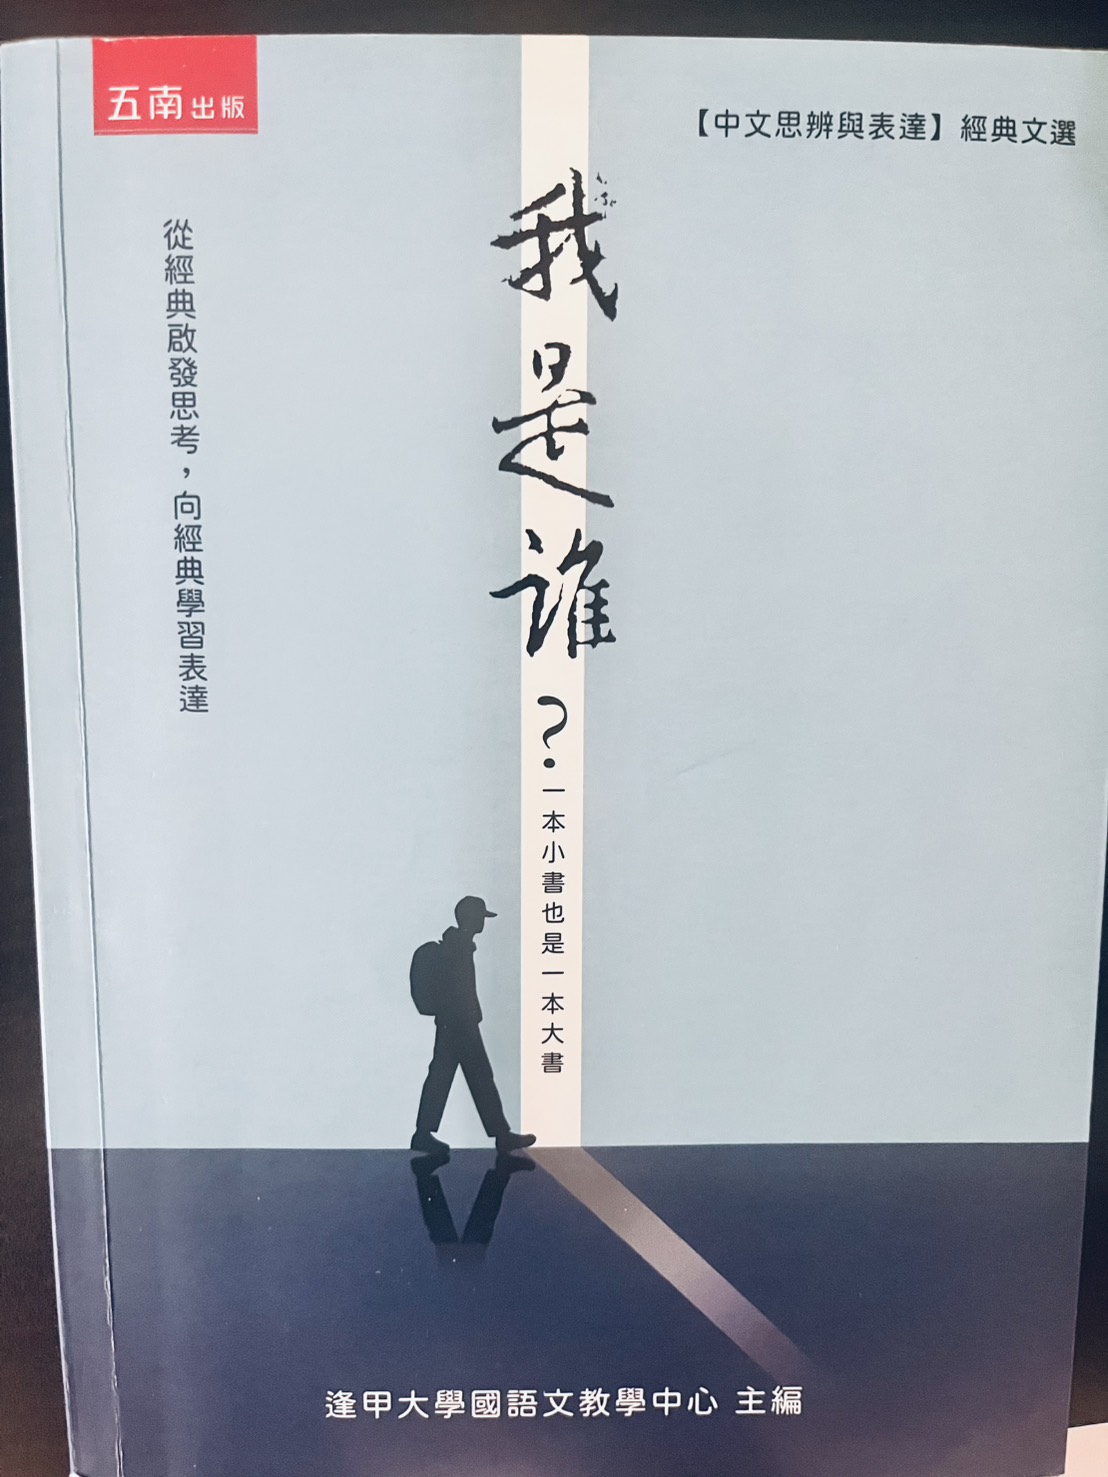 五南出版
【中文思辨與表達】經典文選
我是誰？
一本小書也是一本大書
從經典啟發思考，向經典學習表達
逢甲大學國語文教學中心 主編